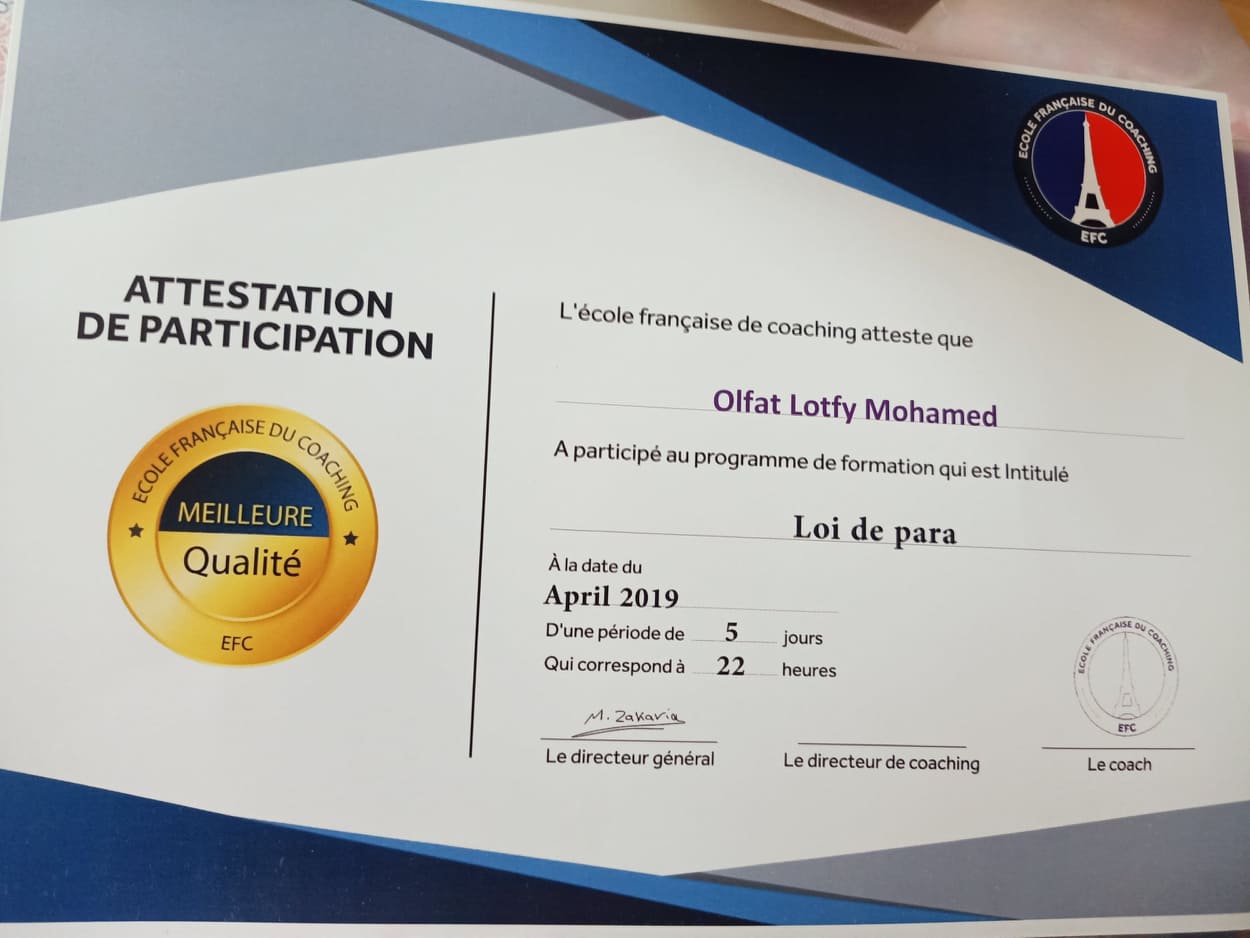 ECOLE FRANÇAISE DU COACHING
EFC
ATTESTATION
DE PARTICIPATION
ECOLE FRANÇAISE DU COACHING
MEILLEURE
Qualité
EFC
L'école française de coaching atteste que
Olfat Lotfy Mohamed
A participé au programme de formation qui est Intitulé
Loi de para
À la date du
April 2019
D'une période de 5 jours
Qui correspond à 22 heures
M. Zakaria
Le directeur général
Le directeur de coaching
ECOLE FRANÇAISE DU COACHING
EFC
Le coach